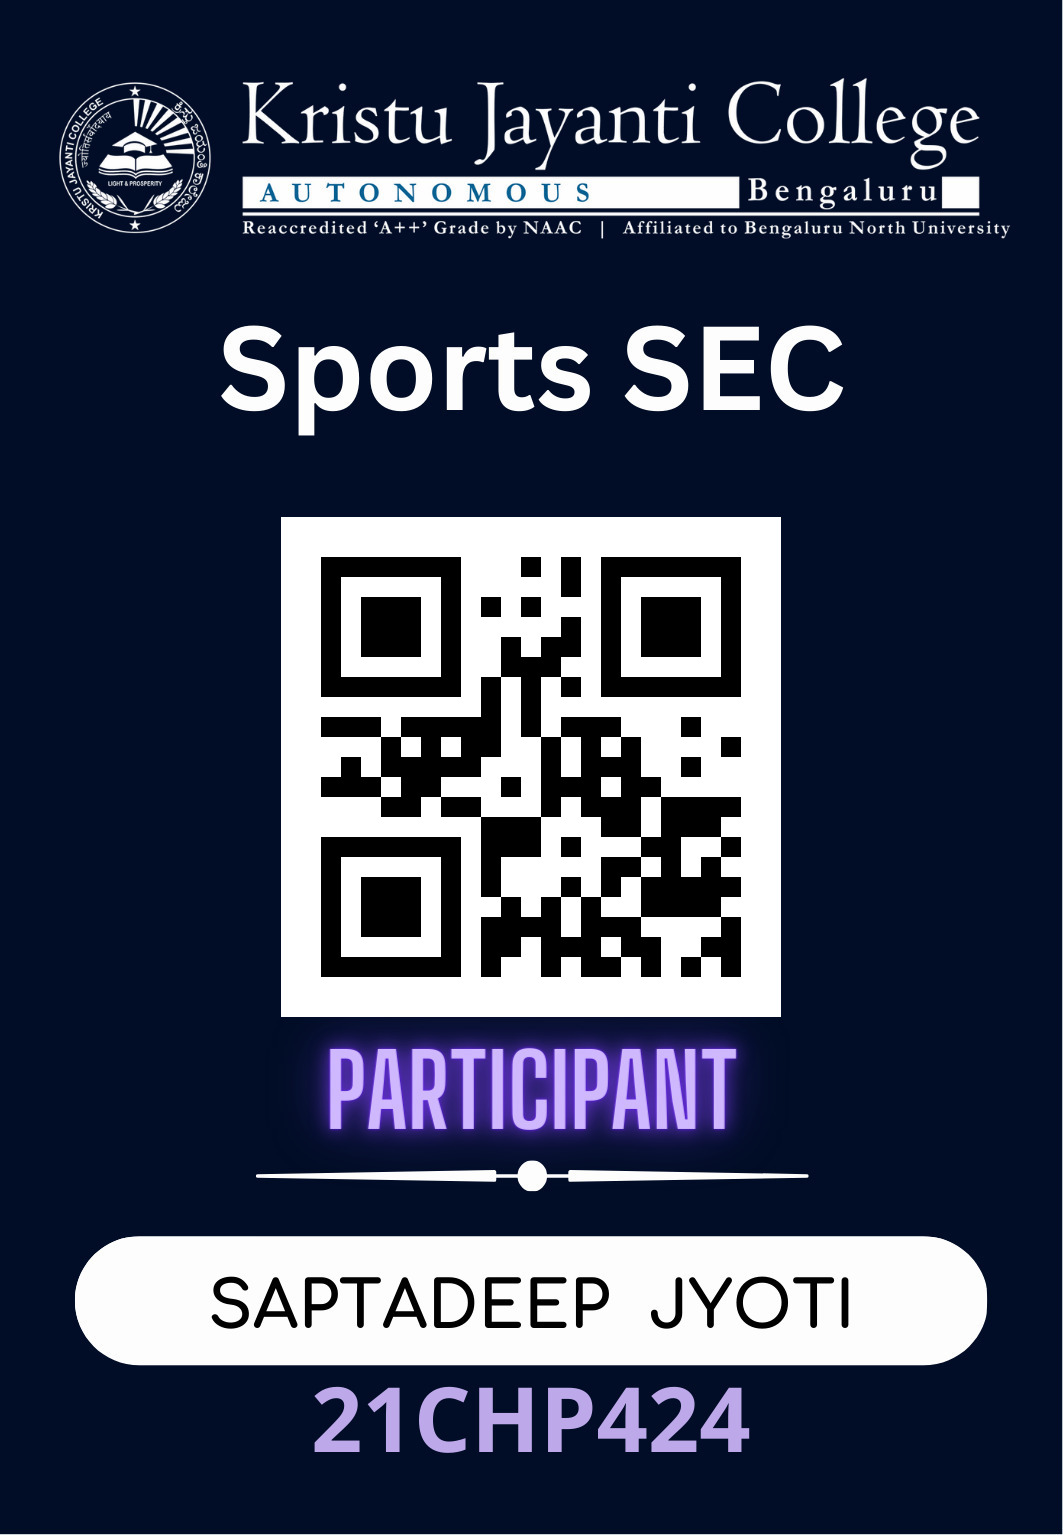 KRISTU JAYANTI COLLEGE
ಕ್ರಿಸ್ತು ಜಯಂತಿ ಕಾಲೇಜು
LIGHT & PROSPERITY
Kristu Jayanti College
AUTONOMOUS Bengaluru
Reaccredited ‘A++’ Grade by NAAC | Affiliated to Bengaluru North University
Sports SEC
PARTICIPANT
SAPTADEEP JYOTI
21CHP424